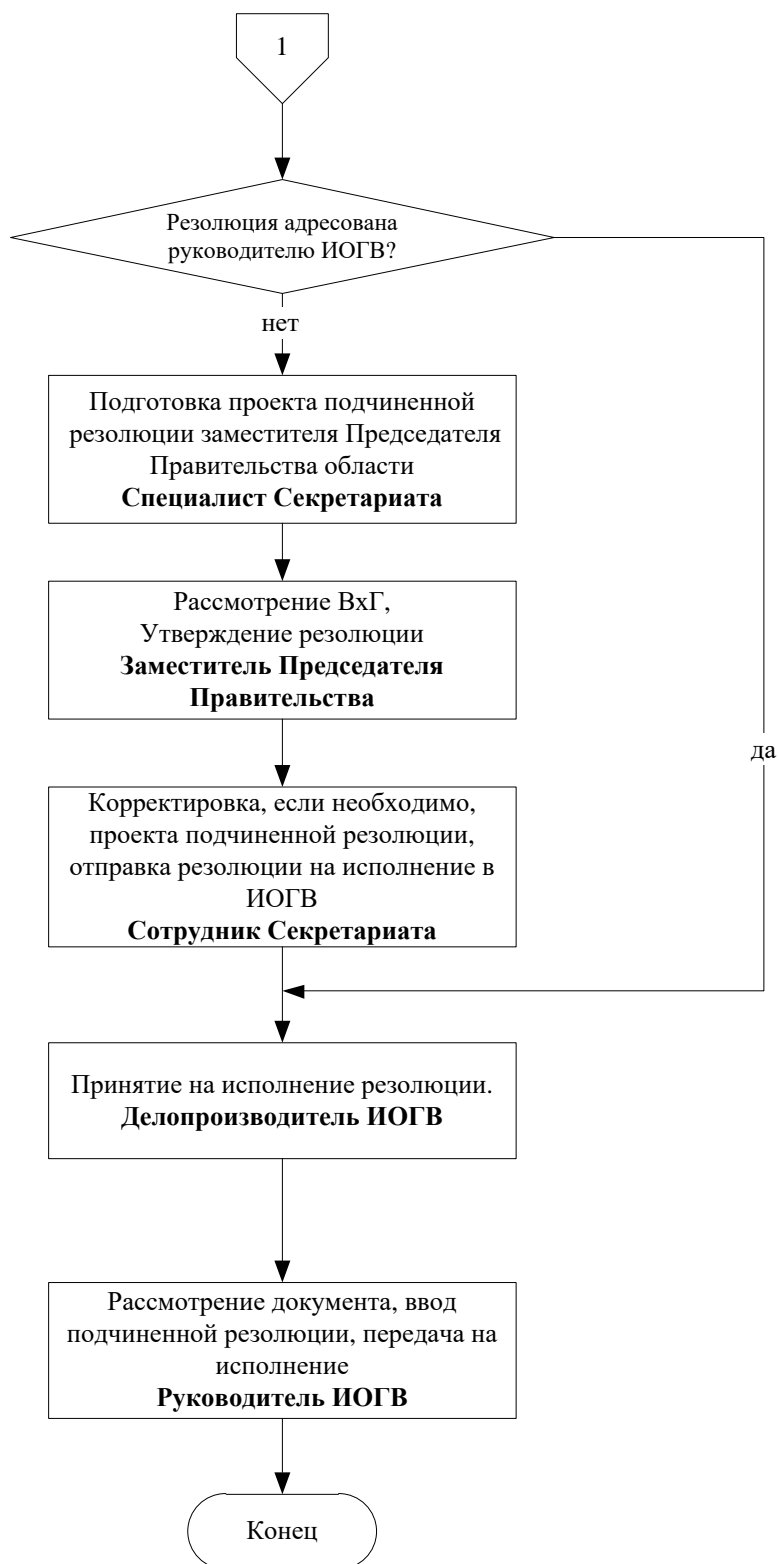 1
Резолюция адресована
руководителю ИОГВ?
нет
Подготовка проекта подчиненной
резолюции заместителя Председателя
Правительства области
Специалист Секретариата
Рассмотрение ВхГ,
Утверждение резолюции
Заместитель Председателя
Правительства
да
Корректировка, если необходимо,
проекта подчиненной резолюции,
отправка резолюции на исполнение в
ИОГВ
Сотрудник Секретариата
Принятие на исполнение резолюции.
Делопроизводитель ИОГВ
Рассмотрение документа, ввод
подчиненной резолюции, передача на
исполнение
Руководитель ИОГВ
Конец